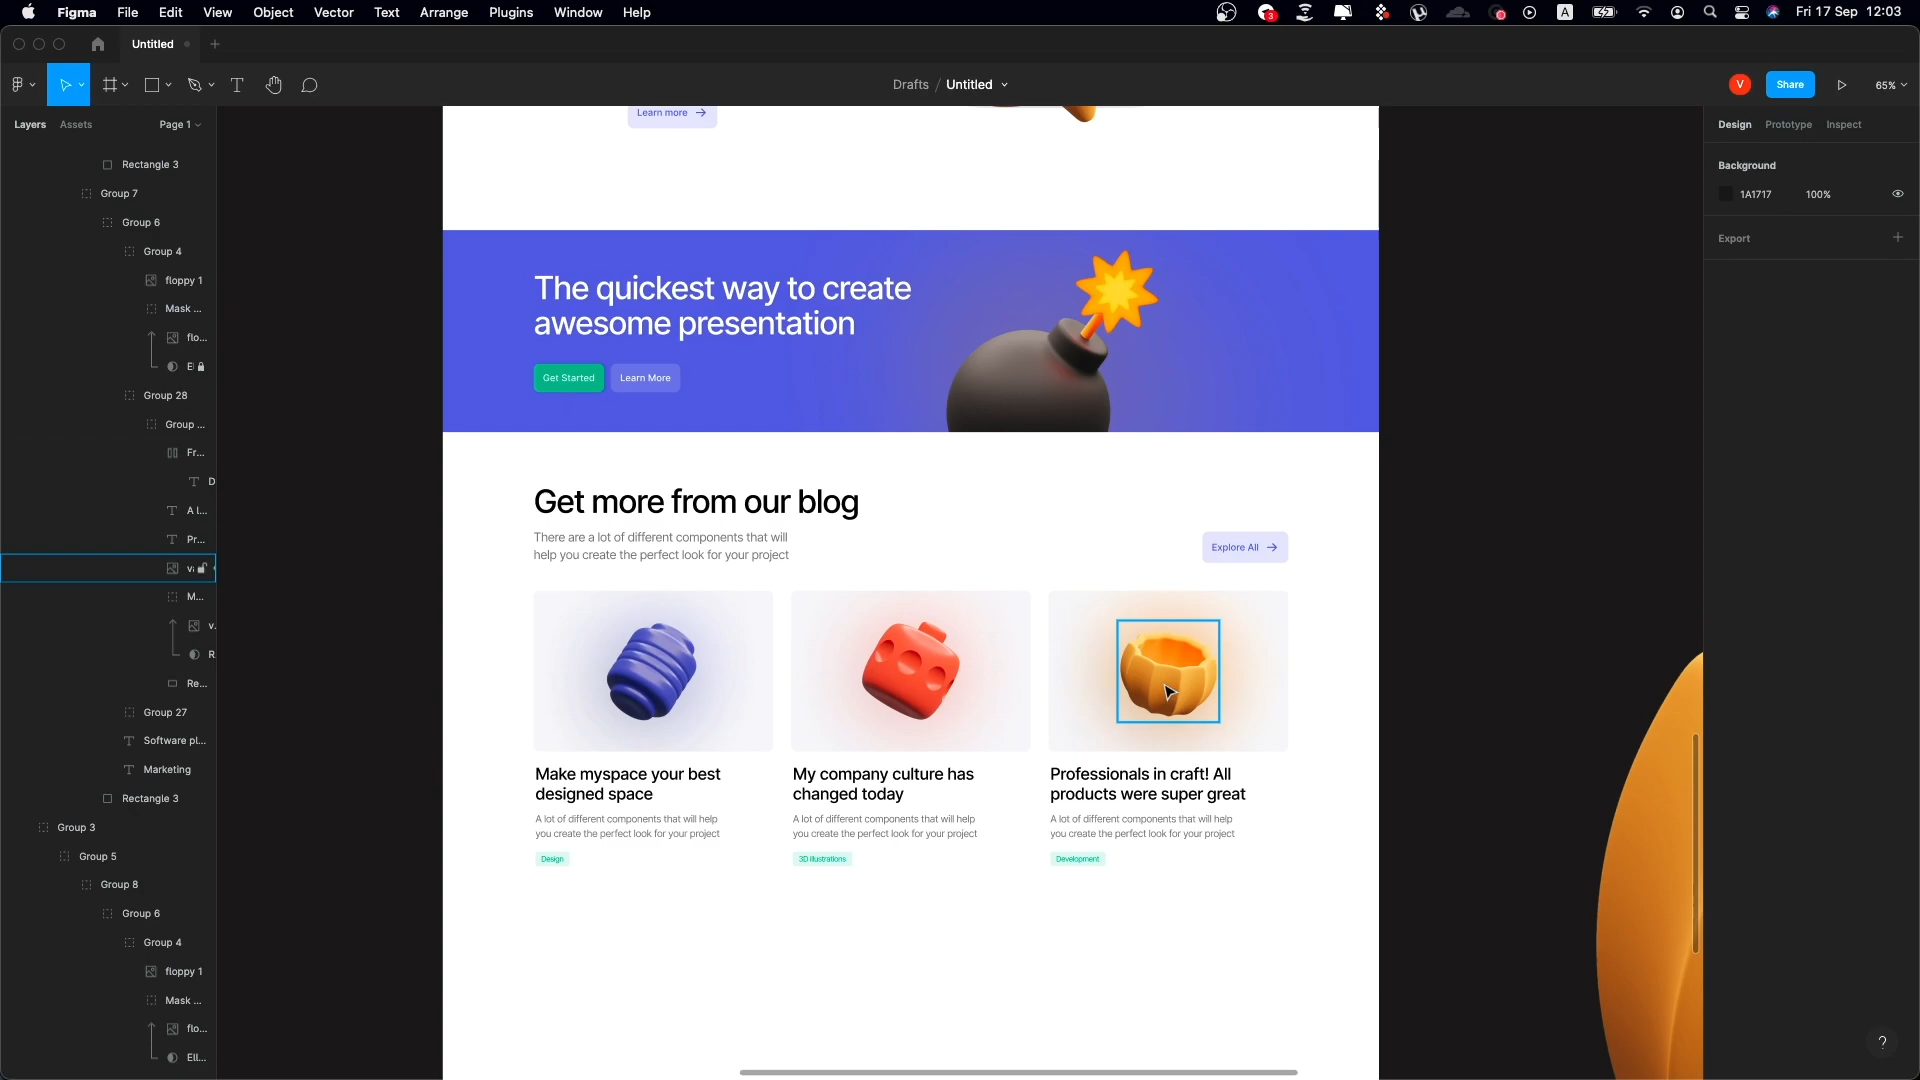 Figma File Edit View Object Vector Text Arrange Plugins Window Help
3
A
Fri 17 Sep 12:03
Untitled
Drafts / Untitled
V
Share
65%
Layers Assets Page 1
Rectangle 3
Group 7
Group 6
Group 4
floppy 1
Mask ...
flo...
El
Group 28
Group ...
Fr...
D
A l...
Pr...
M...
v.
R
Re...
Group 27
Software pl...
Marketing
Rectangle 3
Group 3
Group 5
Group 8
Group 6
Group 4
floppy 1
Mask ...
flo...
Ell...
Learn more
The quickest way to create
awesome presentation
Get Started
Learn More
Get more from our blog
There are a lot of different components that will
help you create the perfect look for your project
Explore All
Make myspace your best
designed space
A lot of different components that will help
you create the perfect look for your project
Design
My company culture has
changed today
A lot of different components that will help
you create the perfect look for your project
3D illustrations
Professionals in craft! All
products were super great
A lot of different components that will help
you create the perfect look for your project
Development
Design Prototype Inspect
Background
1A1717 100%
Export
?